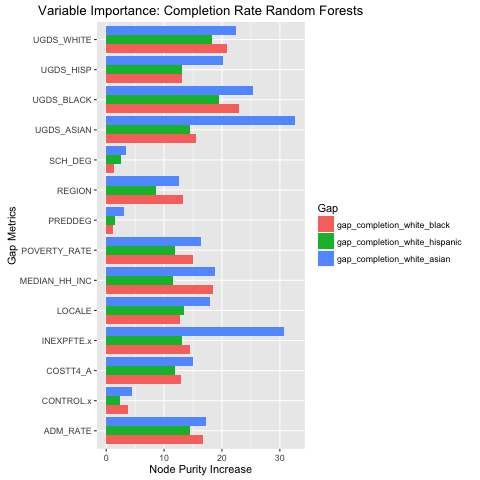 Variable Importance: Completion Rate Random Forests
Gap Metrics
UGDS_WHITE
UGDS_HISP
UGDS_BLACK
UGDS_ASIAN
SCH_DEG
REGION
PREDDEG
POVERTY_RATE
MEDIAN_HH_INC
LOCALE
INEXPFTE.x
COSTT4_A
CONTROL.x
ADM_RATE
0 10 20 30
Node Purity Increase
Gap
gap_completion_white_black
gap_completion_white_hispanic
gap_completion_white_asian